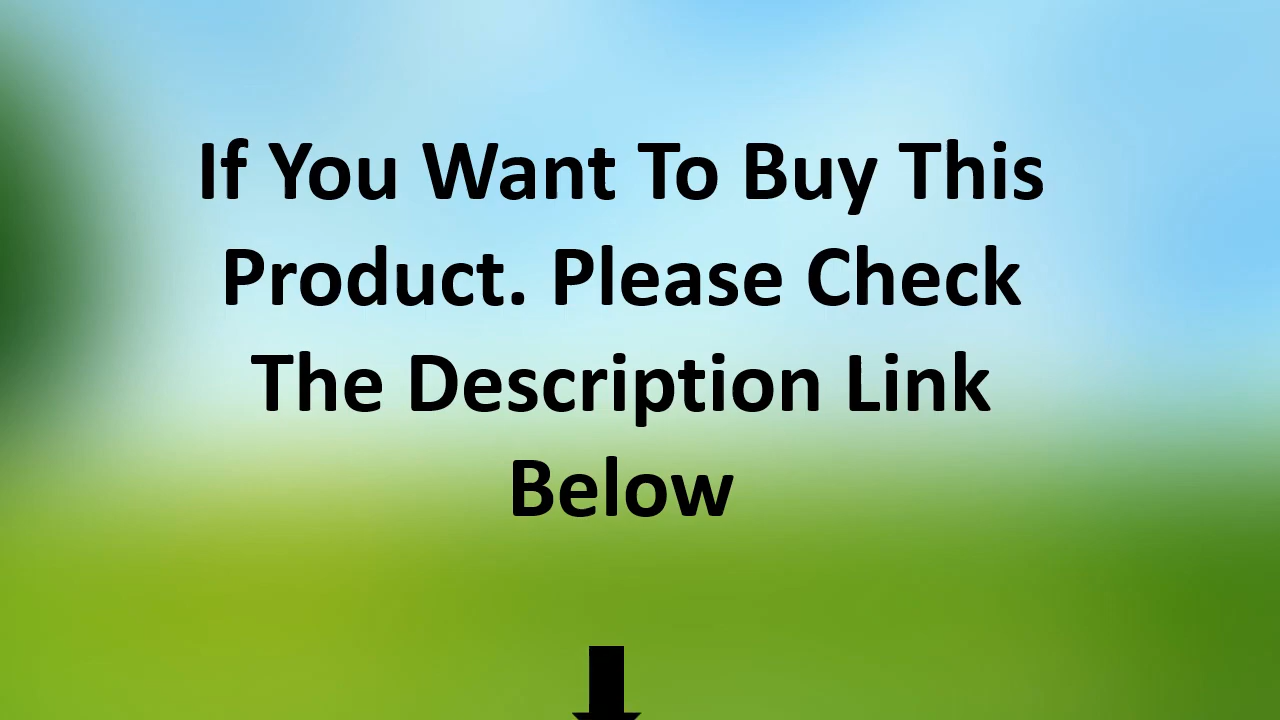 If You Want To Buy This
Product. Please Check
The Description Link
Below